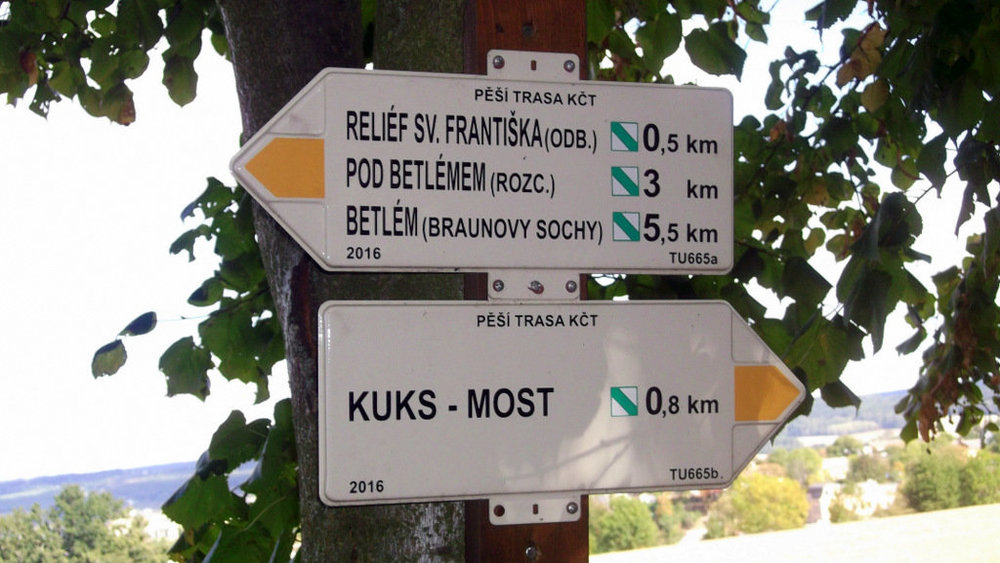 PĚŠÍ TRASA KČT
RELIÉF SV. FRANTIŠKA (ODB.) 0,5 km
POD BETLÉMEM (ROZC.) 3 km
BETLÉM (BRAUNOVY SOCHY) 5,5 km
2016 TU665a
PĚŠÍ TRASA KČT
KUKS - MOST 0,8 km
2016 TU665b.